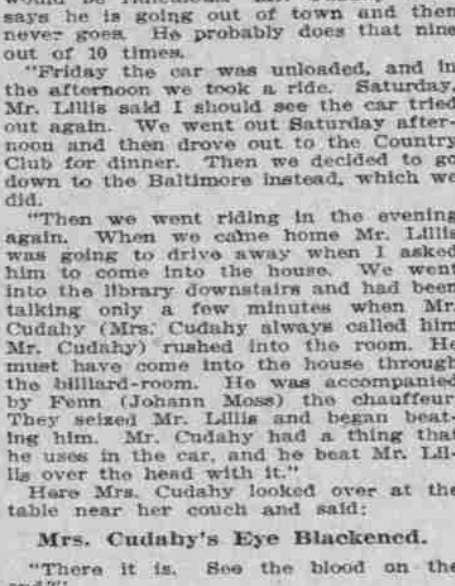 says he is going out of town and then
never goes. He probably does that nine
out of 10 times.
"Friday the car was unloaded, and in
the afternoon we took a ride. Saturday,
Mr. Lillis said I should see the car tried
out again. We went out Saturday after-
noon and then drove out to the Country
Club for dinner. Then we decided to go
down to the Baltimore instead, which we
did.
"Then we went riding in the evening
again. When we came home Mr. Lillis
was going to drive away when I asked
him to come into the house. We went
into the library downstairs and had been
talking only a few minutes when Mr.
Cudahy (Mrs. Cudahy always called him
Mr. Cudahy) rushed into the room. He
must have come into the house through
the billiard-room. He was accompanied
by Fenn (Johann Moss) the chauffeur.
They seized Mr. Lillis and began beat-
ing him. Mr. Cudahy had a thing that
he uses in the car, and he beat Mr. Lil-
lis over the head with it."
Here Mrs. Cudahy looked over at the
table near her couch and said:
Mrs. Cudahy's Eye Blackened.
"There it is. See the blood on the